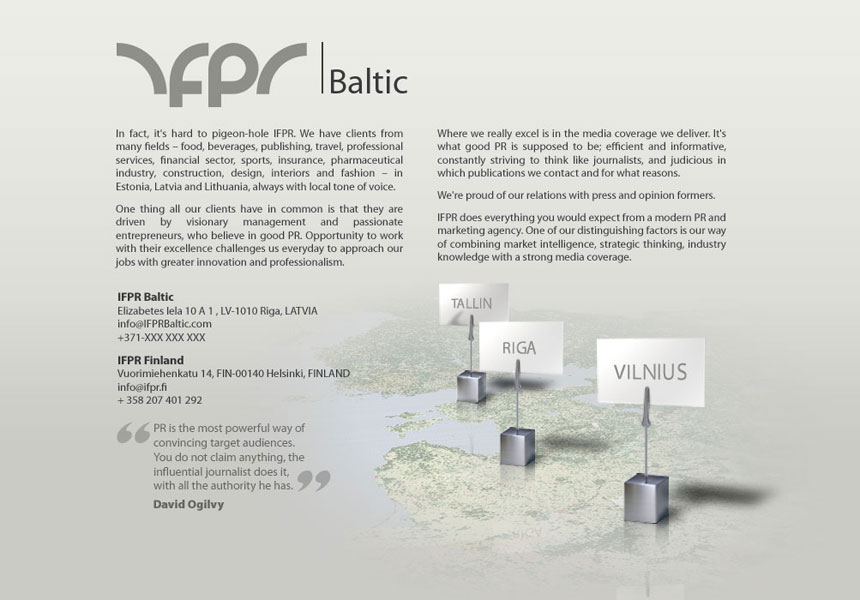 IFPR Baltic
In fact, it's hard to pigeon-hole IFPR. We have clients from
many fields – food, beverages, publishing, travel, professional
services, financial sector, sports, insurance, pharmaceutical
industry, construction, design, interiors and fashion – in
Estonia, Latvia and Lithuania, always with local tone of voice.
One thing all our clients have in common is that they are
driven by visionary management and passionate
entrepreneurs, who believe in good PR. Opportunity to work
with their excellence challenges us everyday to approach our
jobs with greater innovation and professionalism.
Where we really excel is in the media coverage we deliver. It's
what good PR is supposed to be; efficient and informative,
constantly striving to think like journalists, and judicious in
which publications we contact and for what reasons.
We're proud of our relations with press and opinion formers.
IFPR does everything you would expect from a modern PR and
marketing agency. One of our distinguishing factors is our way
of combining market intelligence, strategic thinking, industry
knowledge with a strong media coverage.
IFPR Baltic
Elizabetes Iela 10 A 1 , LV-1010 Riga, LATVIA
info@IFPRBaltic.com
+371-XXX XXX XXX
IFPR Finland
Vuorimiehenkatu 14, FIN-00140 Helsinki, FINLAND
info@ifpr.fi
+ 358 207 401 292
“PR is the most powerful way of
convincing target audiences.
You do not claim anything, the
influential journalist does it,
with all the authority he has.”
David Ogilvy
TALLIN
RIGA
VILNIUS